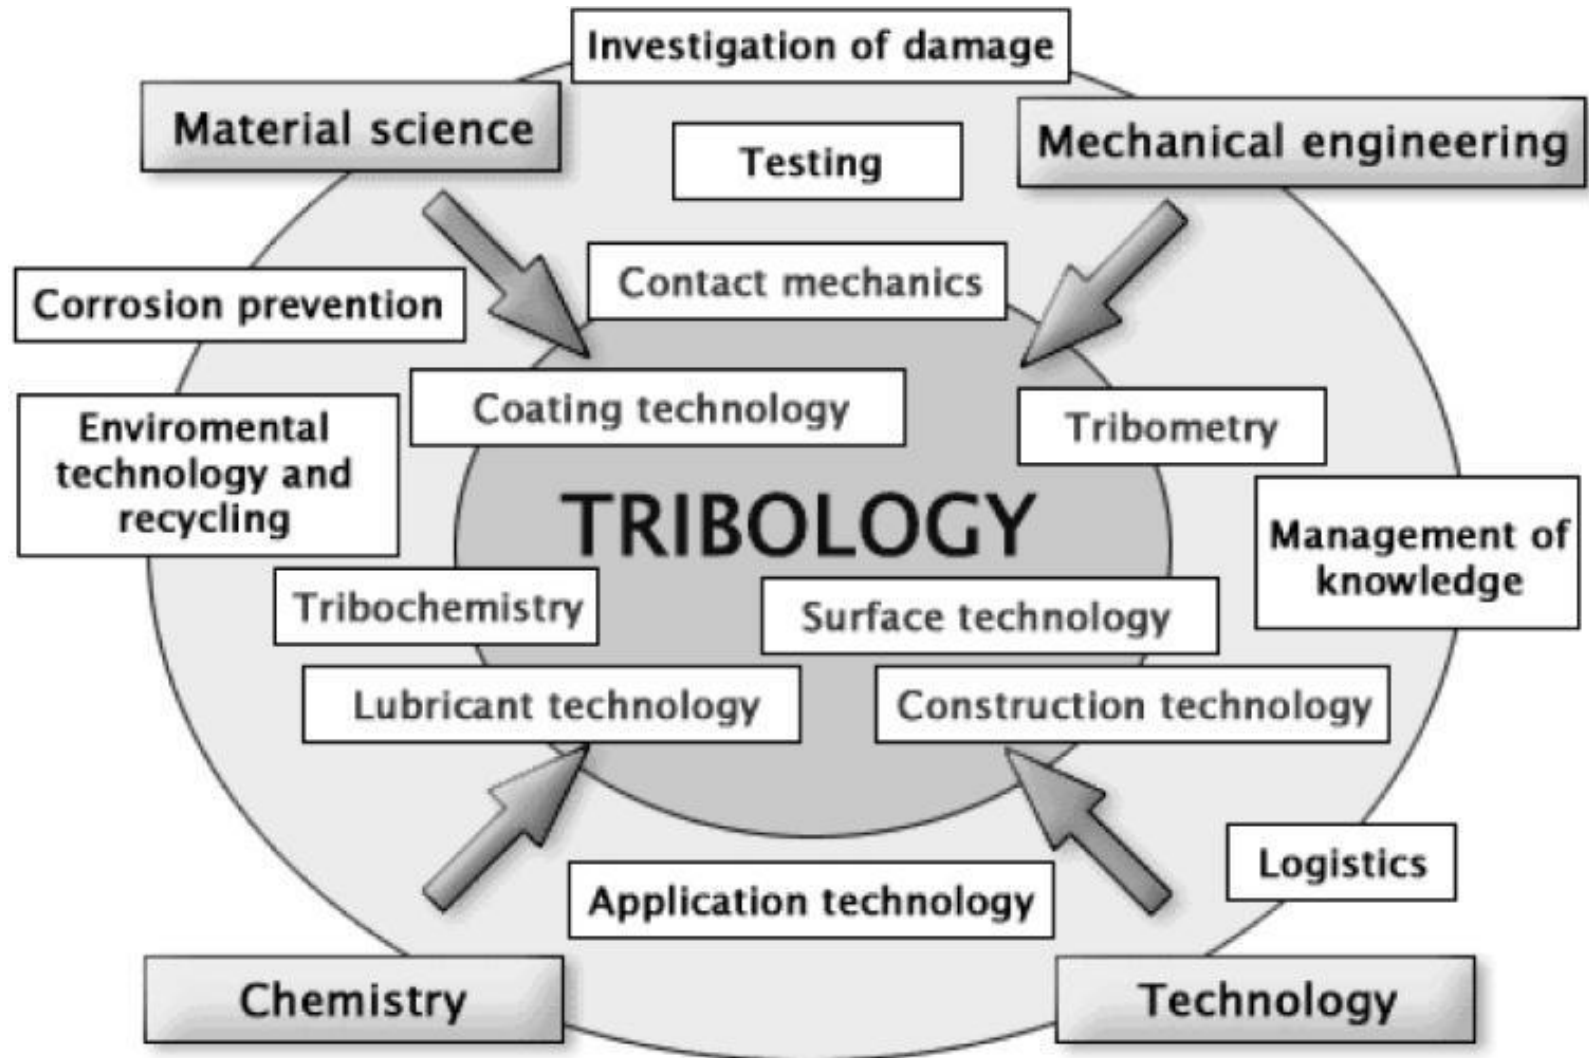 Investigation of damage
Material science
Mechanical engineering
Testing
Contact mechanics
Corrosion prevention
Coating technology
Tribometry
Enviromental
technology and
recycling
TRIBOLOGY
Management of
knowledge
Tribochemistry
Surface technology
Lubricant technology
Construction technology
Logistics
Application technology
Chemistry
Technology